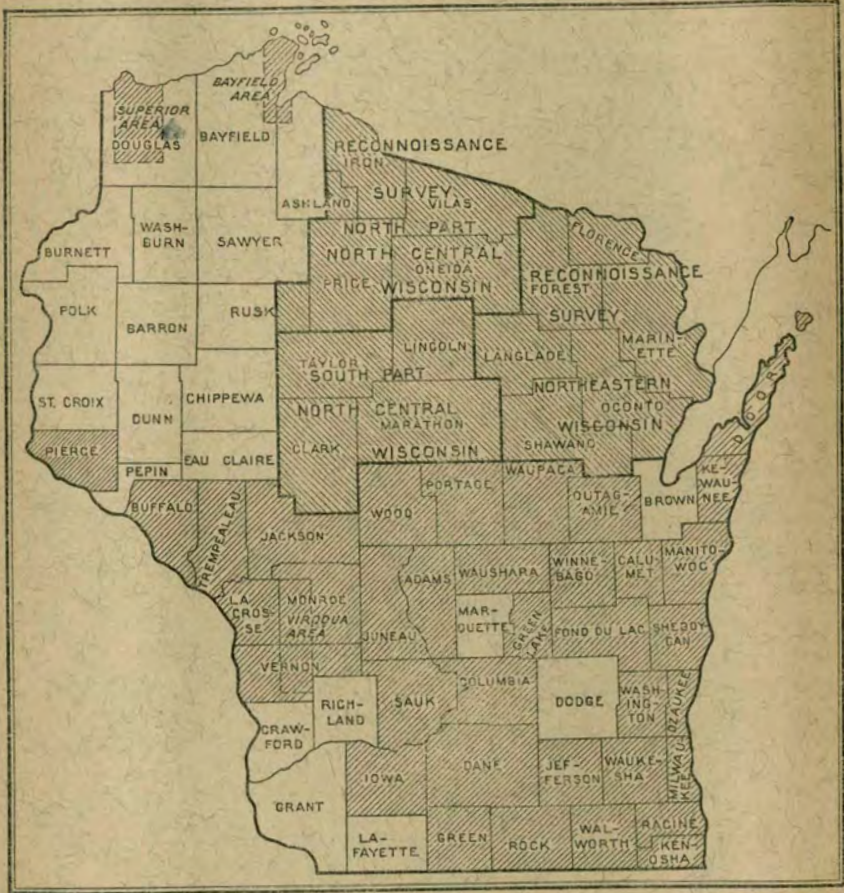 BAYFIELD
AREA
SUPERIOR
AREA
DOUGLAS
BAYFIELD
RECONNOISSANCE
IRON
ASHLAND
SURVEY
VILAS
NORTH PART
NORTH CENTRAL
ONEIDA
PRICE
WISCONSIN
FLORENCE
RECONNOISSANCE
FOREST
SURVEY
MARIN-
ETTE
LANGLADE
NORTHEASTERN
OCONTO
WISCONSIN
SHAWANO
BURNETT
WASH-
BURN
SAWYER
POLK
BARRON
RUSK
TAYLOR
LINCOLN
SOUTH PART
NORTH CENTRAL
MARATHON
CLARK
WISCONSIN
ST. CROIX
DUNN
CHIPPEWA
PIERCE
PEPIN
EAU CLAIRE
BUFFALO
TREMPEALEAU
JACKSON
WOOD
PORTAGE
WAUPACA
OUTAG-
AMIE
BROWN
KE-
WAU-
NEE
DOOR
LA
CROS-
SE
MONROE
VIROQUA
AREA
JUNEAU
ADAMS
WAUSHARA
WINNE-
BAGO
CALU-
MET
MANITO-
WOC
MAR-
QUETTE
GREEN
LAKE
FOND DU LAC
SHEBOY-
GAN
VERNON
RICH-
LAND
SAUK
COLUMBIA
DODGE
WASH-
ING-
TON
OZAUKEE
CRAW-
FORD
IOWA
DANE
JEF-
FERSON
WAUKE-
SHA
MILWAU-
KEE
GRANT
LA-
FAYETTE
GREEN
ROCK
WAL-
WORTH
RACINE
KEN-
OSHA